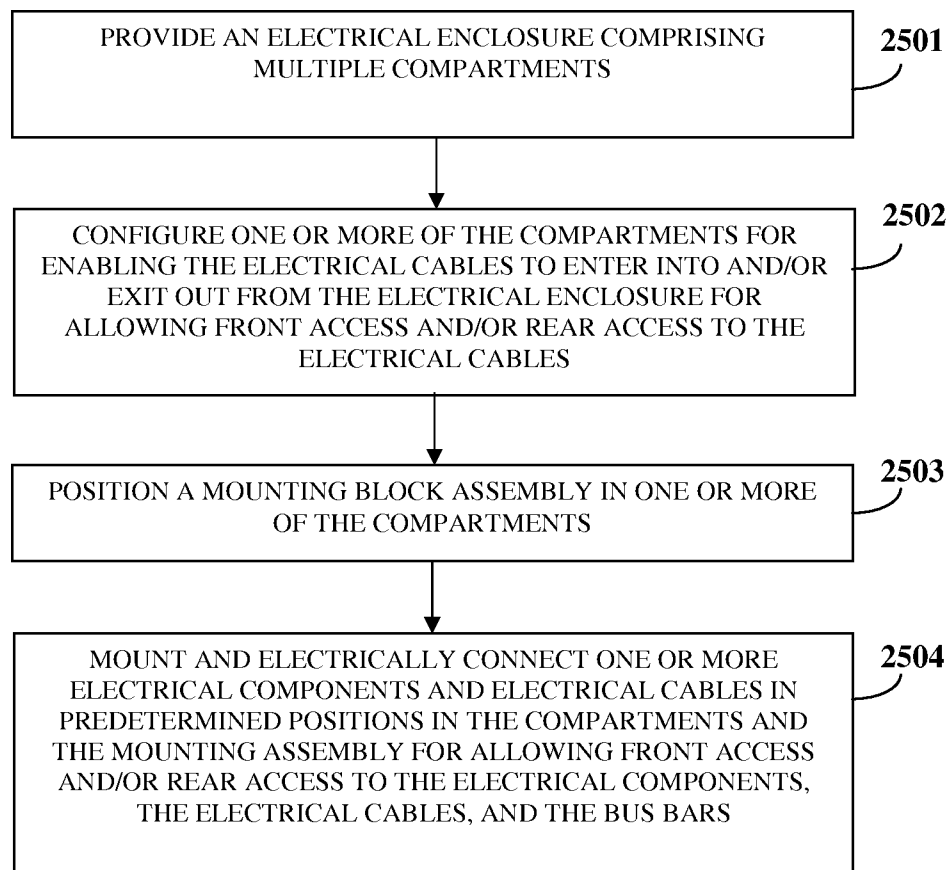 PROVIDE AN ELECTRICAL ENCLOSURE COMPRISING
MULTIPLE COMPARTMENTS
2501
CONFIGURE ONE OR MORE OF THE COMPARTMENTS FOR
ENABLING THE ELECTRICAL CABLES TO ENTER INTO AND/OR
EXIT OUT FROM THE ELECTRICAL ENCLOSURE FOR
ALLOWING FRONT ACCESS AND/OR REAR ACCESS TO THE
ELECTRICAL CABLES
2502
POSITION A MOUNTING BLOCK ASSEMBLY IN ONE OR MORE
OF THE COMPARTMENTS
2503
MOUNT AND ELECTRICALLY CONNECT ONE OR MORE
ELECTRICAL COMPONENTS AND ELECTRICAL CABLES IN
PREDETERMINED POSITIONS IN THE COMPARTMENTS AND
THE MOUNTING ASSEMBLY FOR ALLOWING FRONT ACCESS
AND/OR REAR ACCESS TO THE ELECTRICAL COMPONENTS,
THE ELECTRICAL CABLES, AND THE BUS BARS
2504